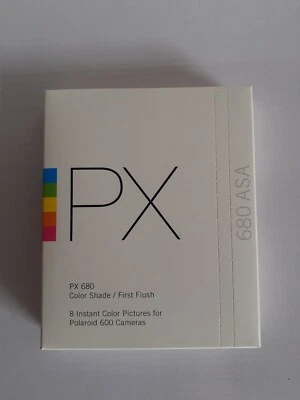 PX
680 ASA
PX 680
Color Shade / First Flush
8 Instant Color Pictures for
Polaroid 600 Cameras